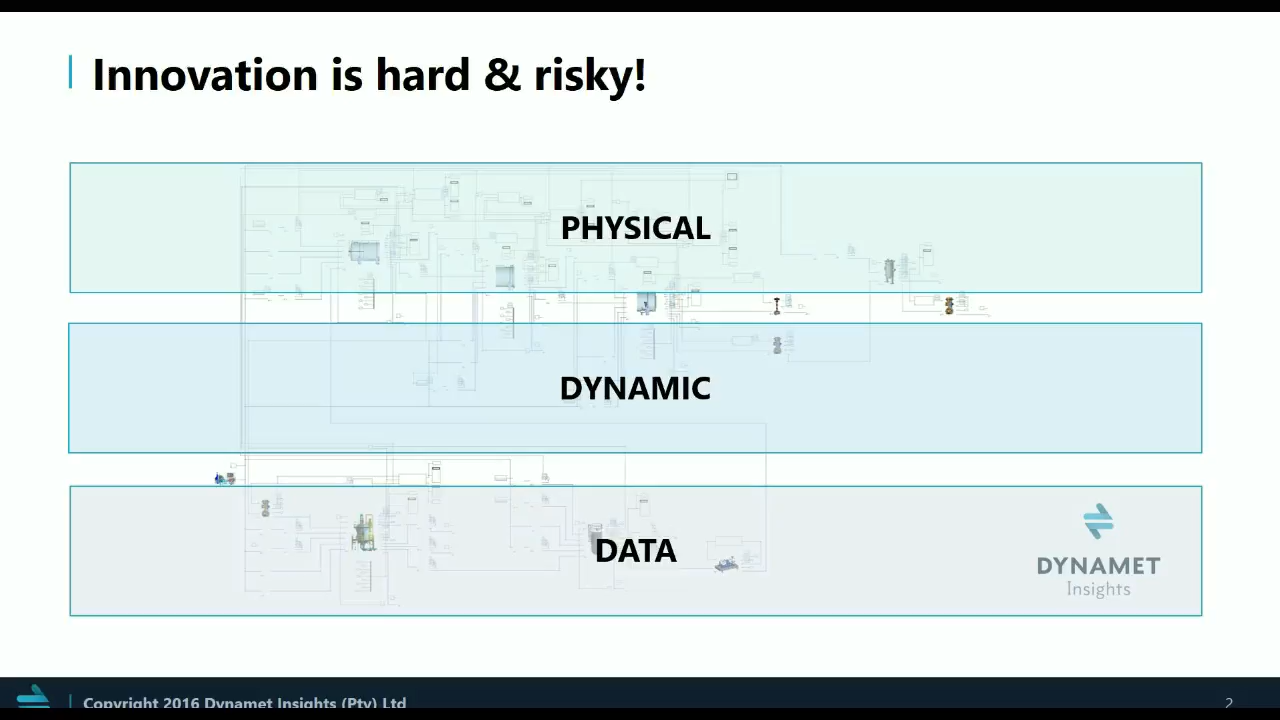 Innovation is hard & risky!
PHYSICAL
DYNAMIC
DATA
DYNAMET
Insights
Copyright 2016 Dynamet Insights (Pty) Ltd
2